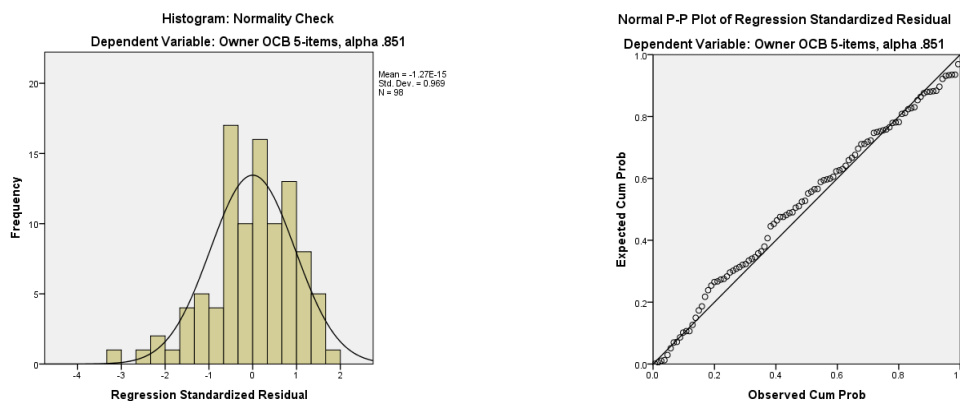 Histogram: Normality Check
Dependent Variable: Owner OCB 5-items, alpha .851
Mean = -1.27E-15
Std. Dev. = 0.969
N = 98
20
15
10
5
0
Frequency
-4 -3 -2 -1 0 1 2
Regression Standardized Residual
Normal P-P Plot of Regression Standardized Residual
Dependent Variable: Owner OCB 5-items, alpha .851
1.0
0.8
0.6
0.4
0.2
0.0
Expected Cum Prob
0.0 0.2 0.4 0.6 0.8 1
Observed Cum Prob